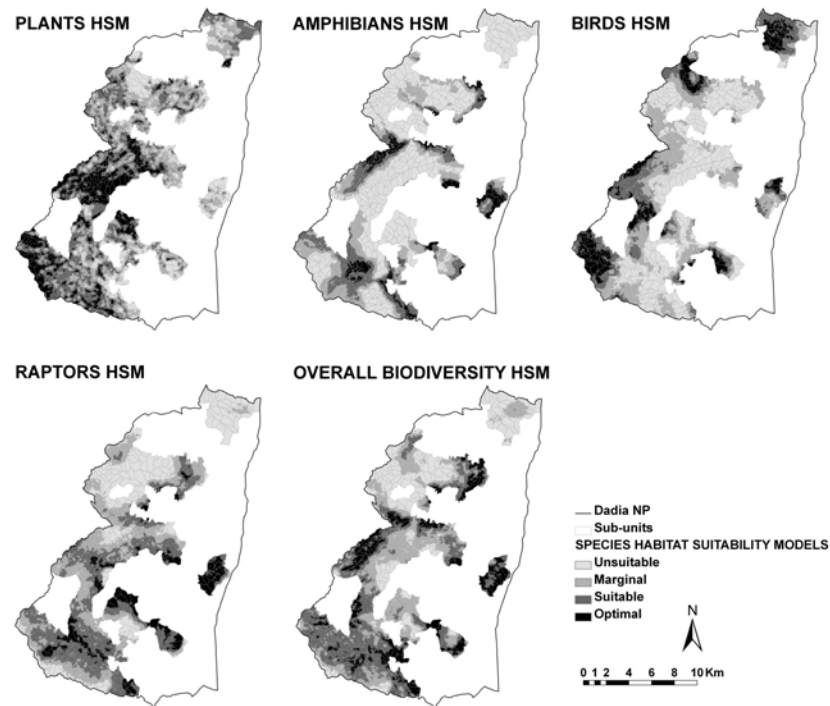 PLANTS HSM
AMPHIBIANS HSM
BIRDS HSM
RAPTORS HSM
OVERALL BIODIVERSITY HSM
Dadia NP
Sub-units
SPECIES HABITAT SUITABILITY MODELS
Unsuitable
Marginal
Suitable
Optimal
N
0 1 2 4 6 8 10 Km